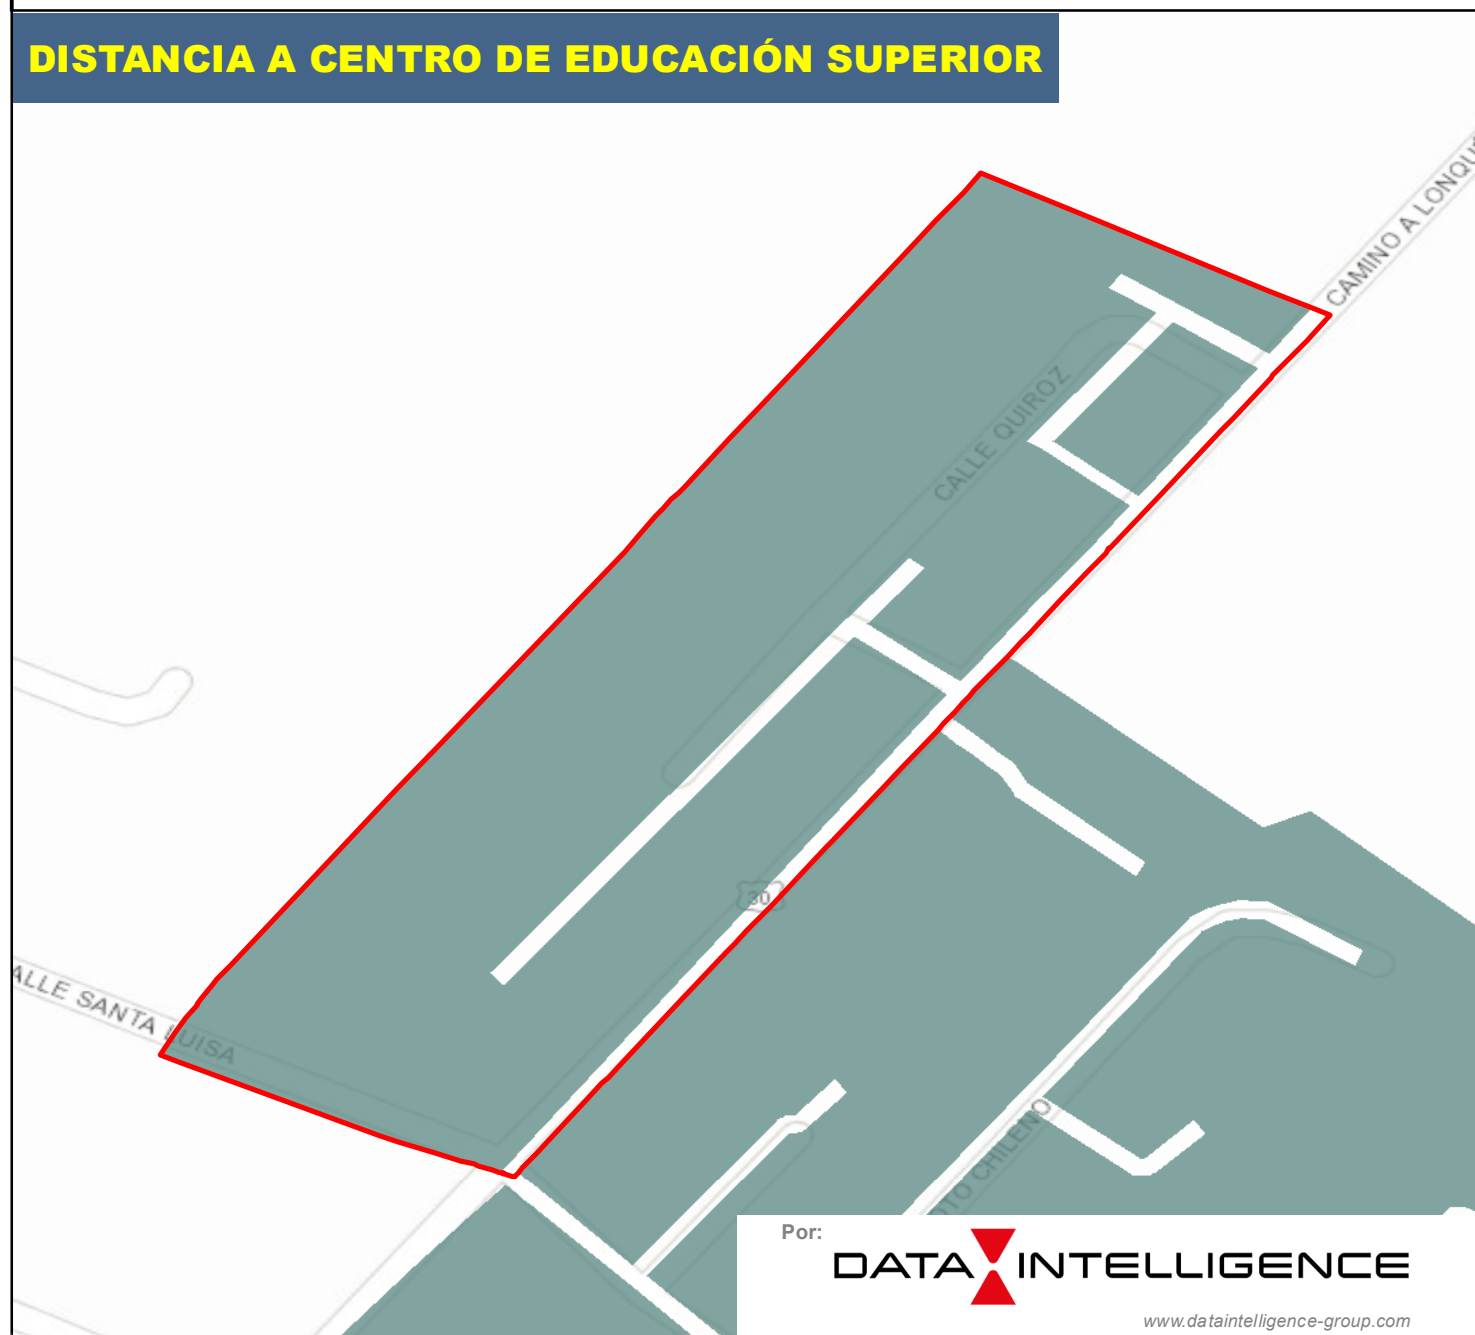 DISTANCIA A CENTRO DE EDUCACIÓN SUPERIOR
CAMINO A LONQU
CALLE QUIROZ
30
ALLE SANTA LUISA
OTO CHILENO
Por:
DATA INTELLIGENCE
www.dataintelligence-group.com